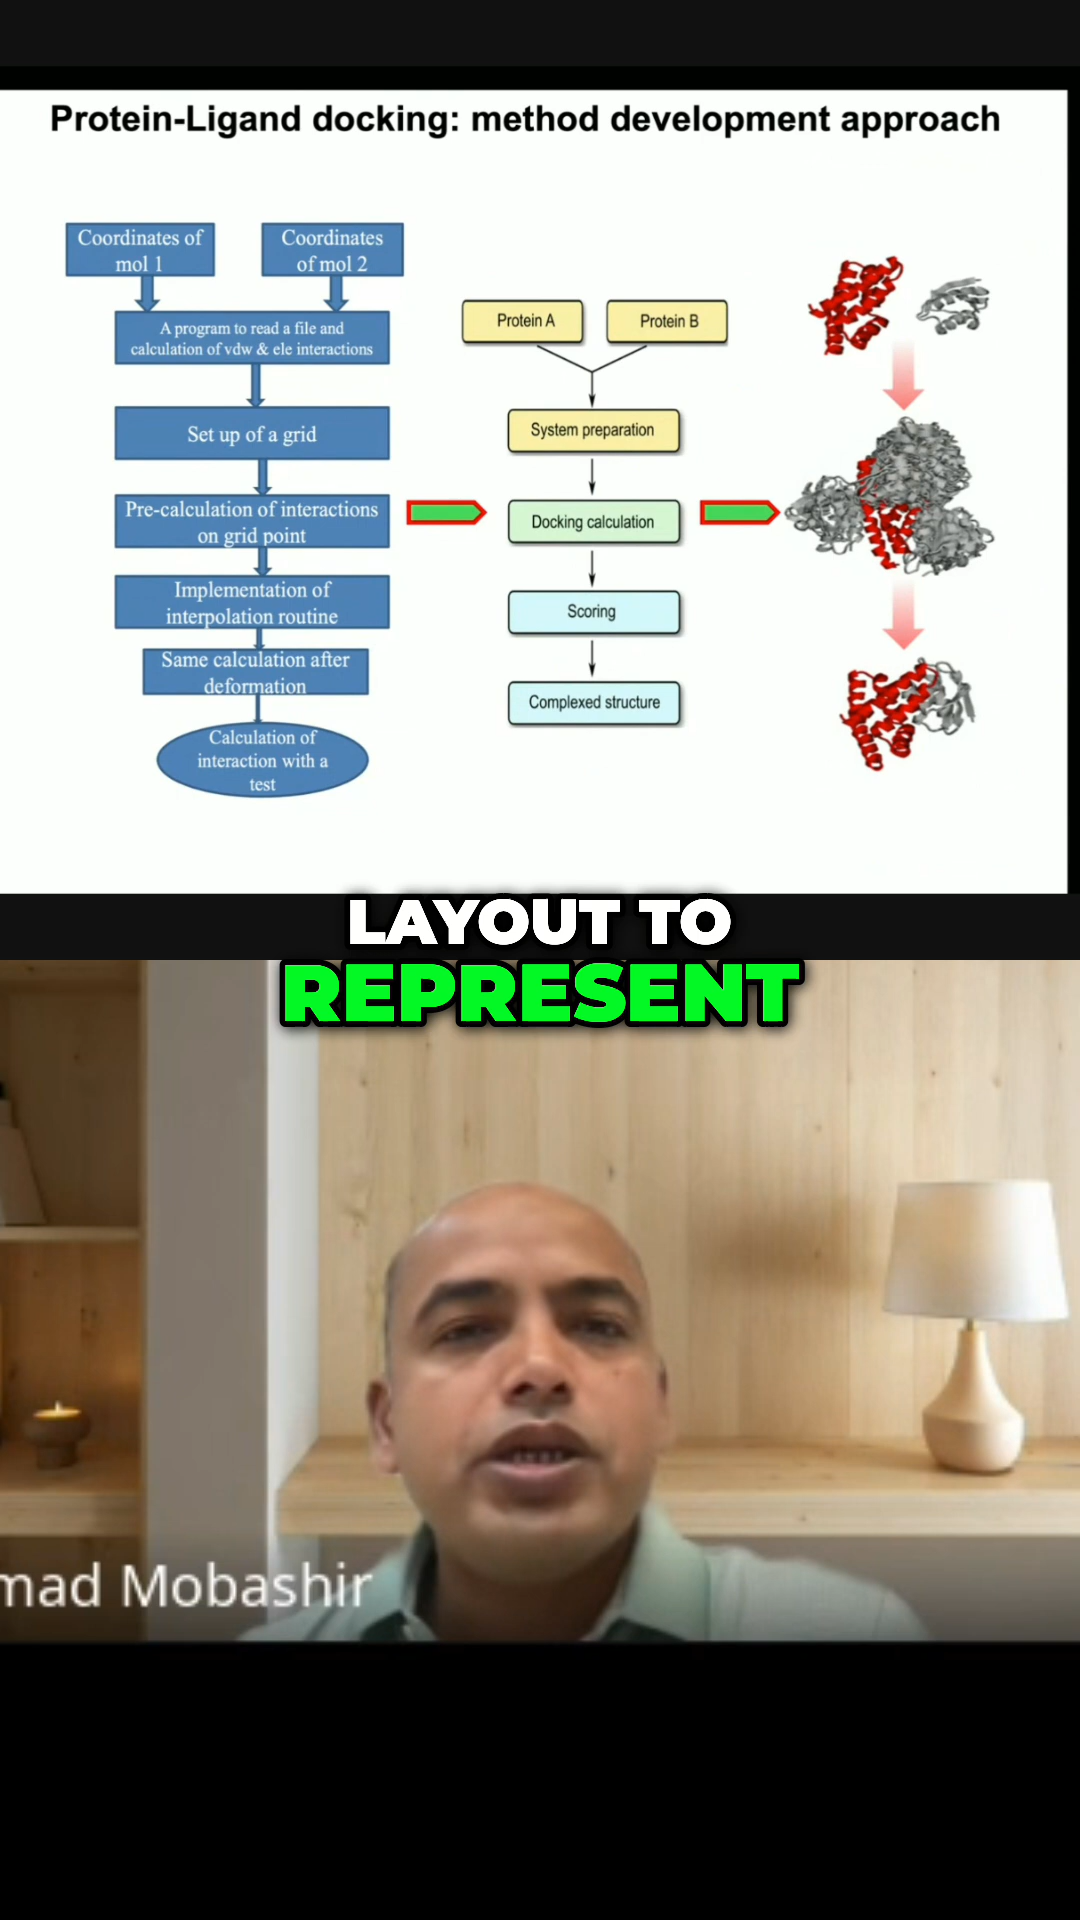 Protein-Ligand docking: method development approach
Coordinates of
mol 1
Coordinates
of mol 2
A program to read a file and
calculation of vdw & ele interactions
Set up of a grid
Pre-calculation of interactions
on grid point
Implementation of
interpolation routine
Same calculation after
deformation
Calculation of
interaction with a
test
Protein A
Protein B
System preparation
Docking calculation
Scoring
Complexed structure
LAYOUT TO
REPRESENT
mad Mobashir